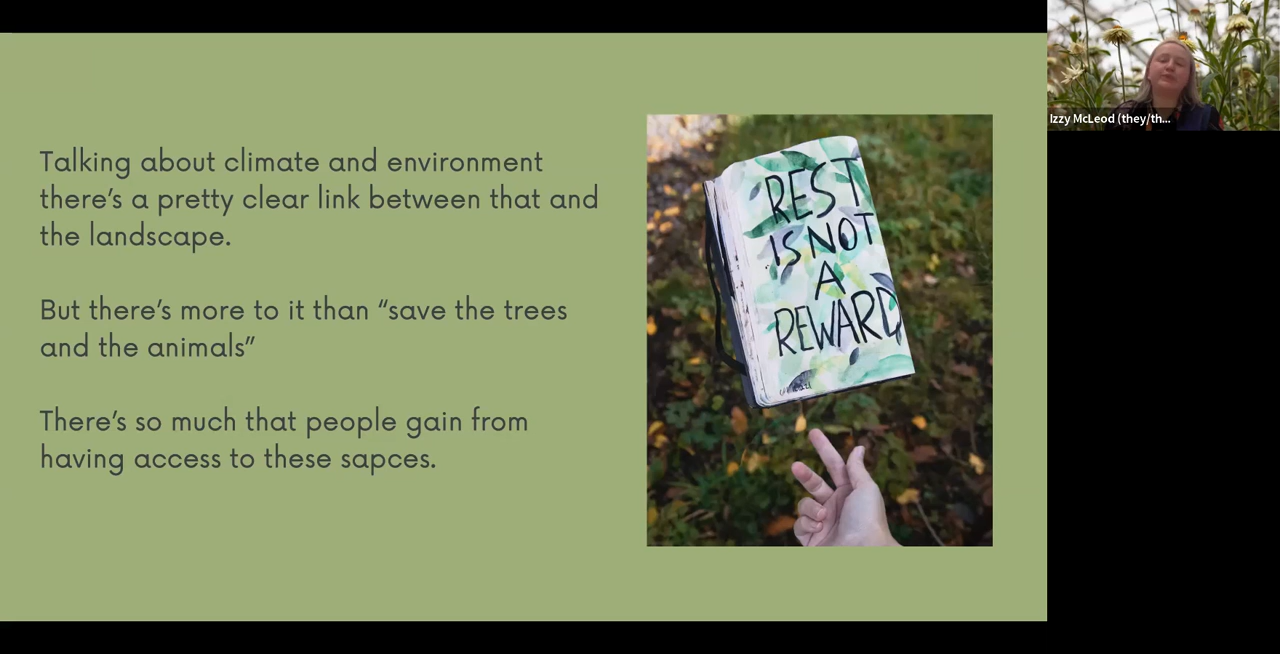 Talking about climate and environment
there's a pretty clear link between that and
the landscape.
But there's more to it than “save the trees
and the animals”
There's so much that people gain from
having access to these sapces.
REST
IS NOT
A
REWARD
Izzy McLeod (they/th...